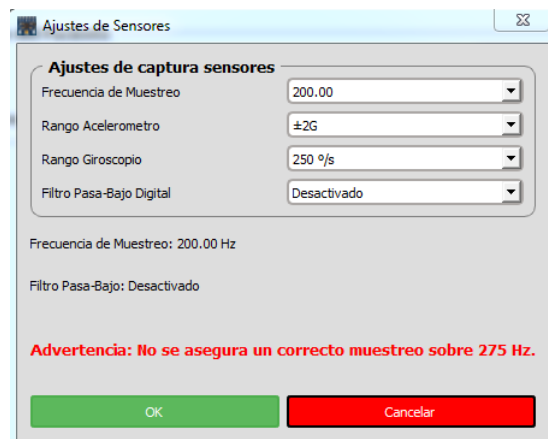 Ajustes de Sensores
Ajustes de captura sensores
Frecuencia de Muestreo 200.00
Rango Acelerometro ±2G
Rango Giroscopio 250 º/s
Filtro Pasa-Bajo Digital Desactivado
Frecuencia de Muestreo: 200.00 Hz
Filtro Pasa-Bajo: Desactivado
Advertencia: No se asegura un correcto muestreo sobre 275 Hz.
OK Cancelar